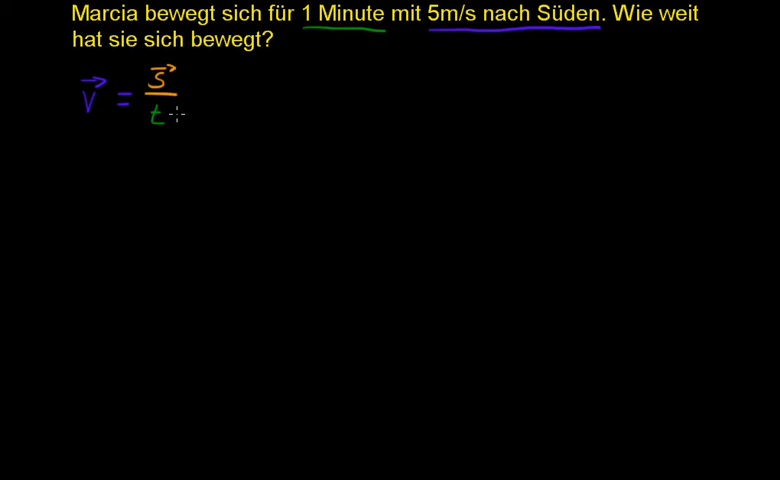 Marcia bewegt sich für 1 Minute mit 5m/s nach Süden. Wie weit
hat sie sich bewegt?
v⃗ = s⃗ / t